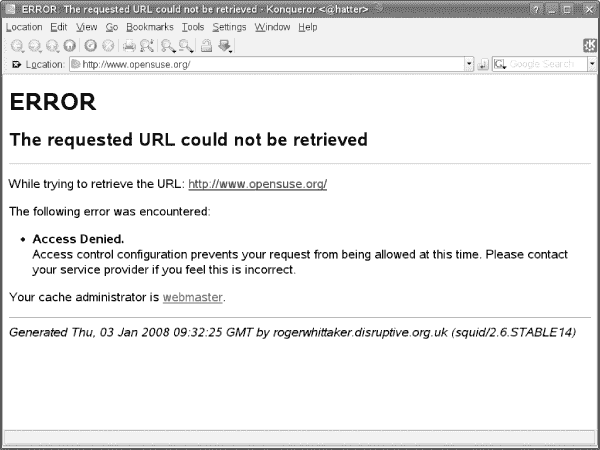 ERROR: The requested URL could not be retrieved - Konqueror <@hatter>
Location Edit View Go Bookmarks Tools Settings Window Help
Location: http://www.opensuse.org/ Google Search
ERROR
The requested URL could not be retrieved
While trying to retrieve the URL: http://www.opensuse.org/
The following error was encountered:
• Access Denied.
Access control configuration prevents your request from being allowed at this time. Please contact
your service provider if you feel this is incorrect.
Your cache administrator is webmaster.
Generated Thu, 03 Jan 2008 09:32:25 GMT by rogerwhittaker.disruptive.org.uk (squid/2.6.STABLE14)